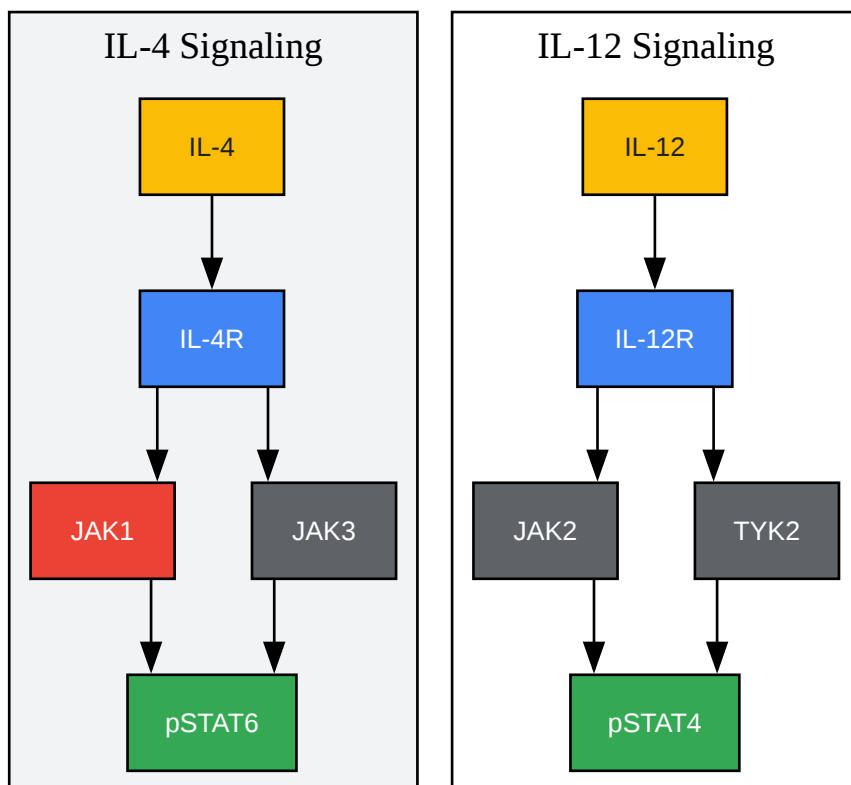 IL-4 Signaling
IL-4
IL-4R
JAK1 JAK3
pSTAT6
IL-12 Signaling
IL-12
IL-12R
JAK2 TYK2
pSTAT4